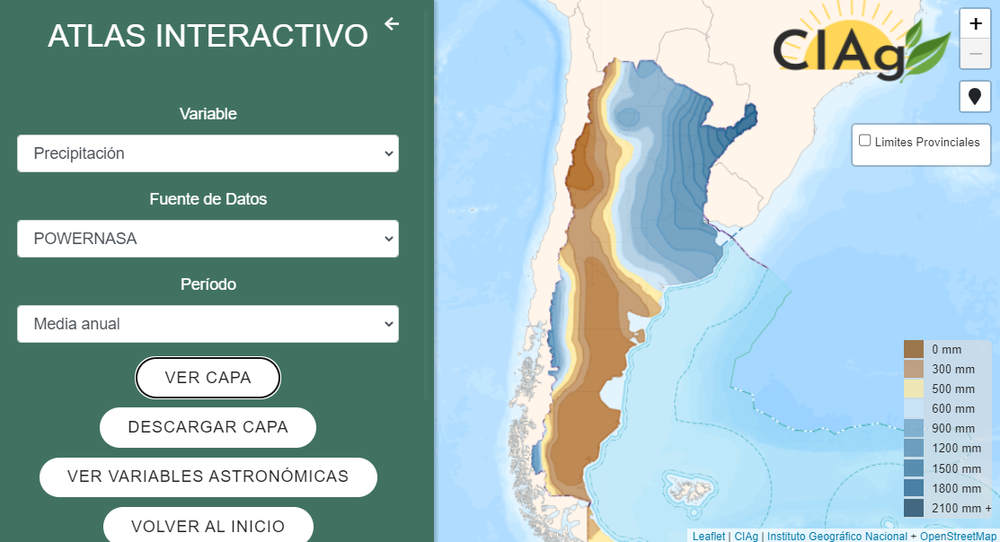 ATLAS INTERACTIVO
Variable
Precipitación
Fuente de Datos
POWERNASA
Período
Media anual
VER CAPA
DESCARGAR CAPA
VER VARIABLES ASTRONÓMICAS
VOLVER AL INICIO
CIAg
+
−
Limites Provinciales
0 mm
300 mm
500 mm
600 mm
900 mm
1200 mm
1500 mm
1800 mm
2100 mm +
Leaflet | CIAg | Instituto Geográfico Nacional + OpenStreetMap